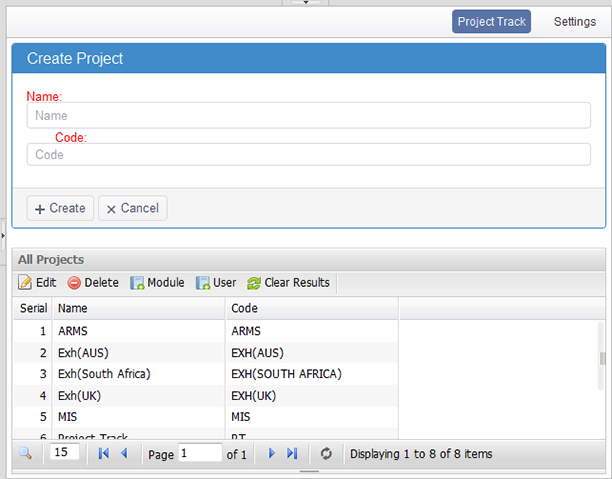 Project Track Settings
Create Project
Name:
Name
Code:
Code
+ Create × Cancel
All Projects
Edit Delete Module User Clear Results
Serial Name Code
1 ARMS ARMS
2 Exh(AUS) EXH(AUS)
3 Exh(South Africa) EXH(SOUTH AFRICA)
4 Exh(UK) EXH(UK)
5 MIS MIS
6 Project Track PT
15 Page 1 of 1 Displaying 1 to 8 of 8 items